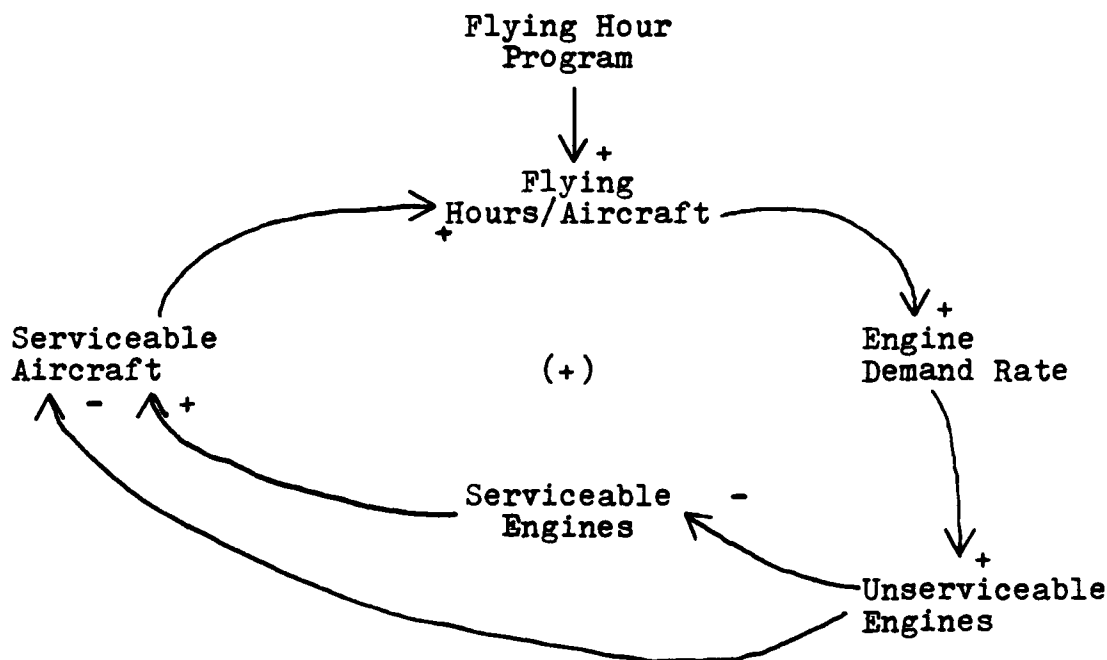 Flying Hour
Program
+
Flying
Hours/Aircraft
+
+
Serviceable
Aircraft
(+)
Engine
Demand Rate
- +
Serviceable
Engines
-
+
Unserviceable
Engines